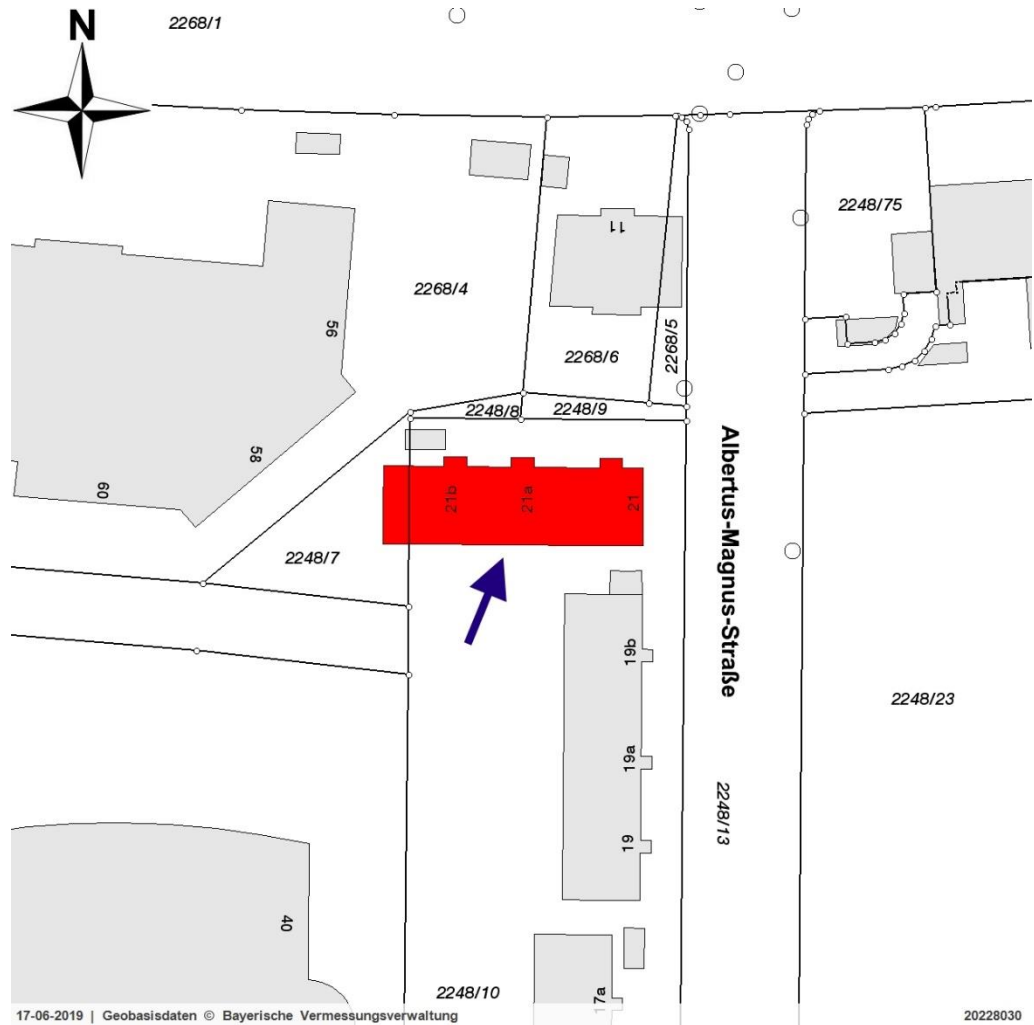 N
2268/1
2248/75
11
2268/4
56
2268/6
2268/5
2248/8
2248/9
58
60
21b
21a
21
Albertus-Magnus-Straße
2248/7
19b
2248/23
19a
2248/13
19
40
2248/10
17a
17-06-2019 | Geobasisdaten © Bayerische Vermessungsverwaltung
20228030